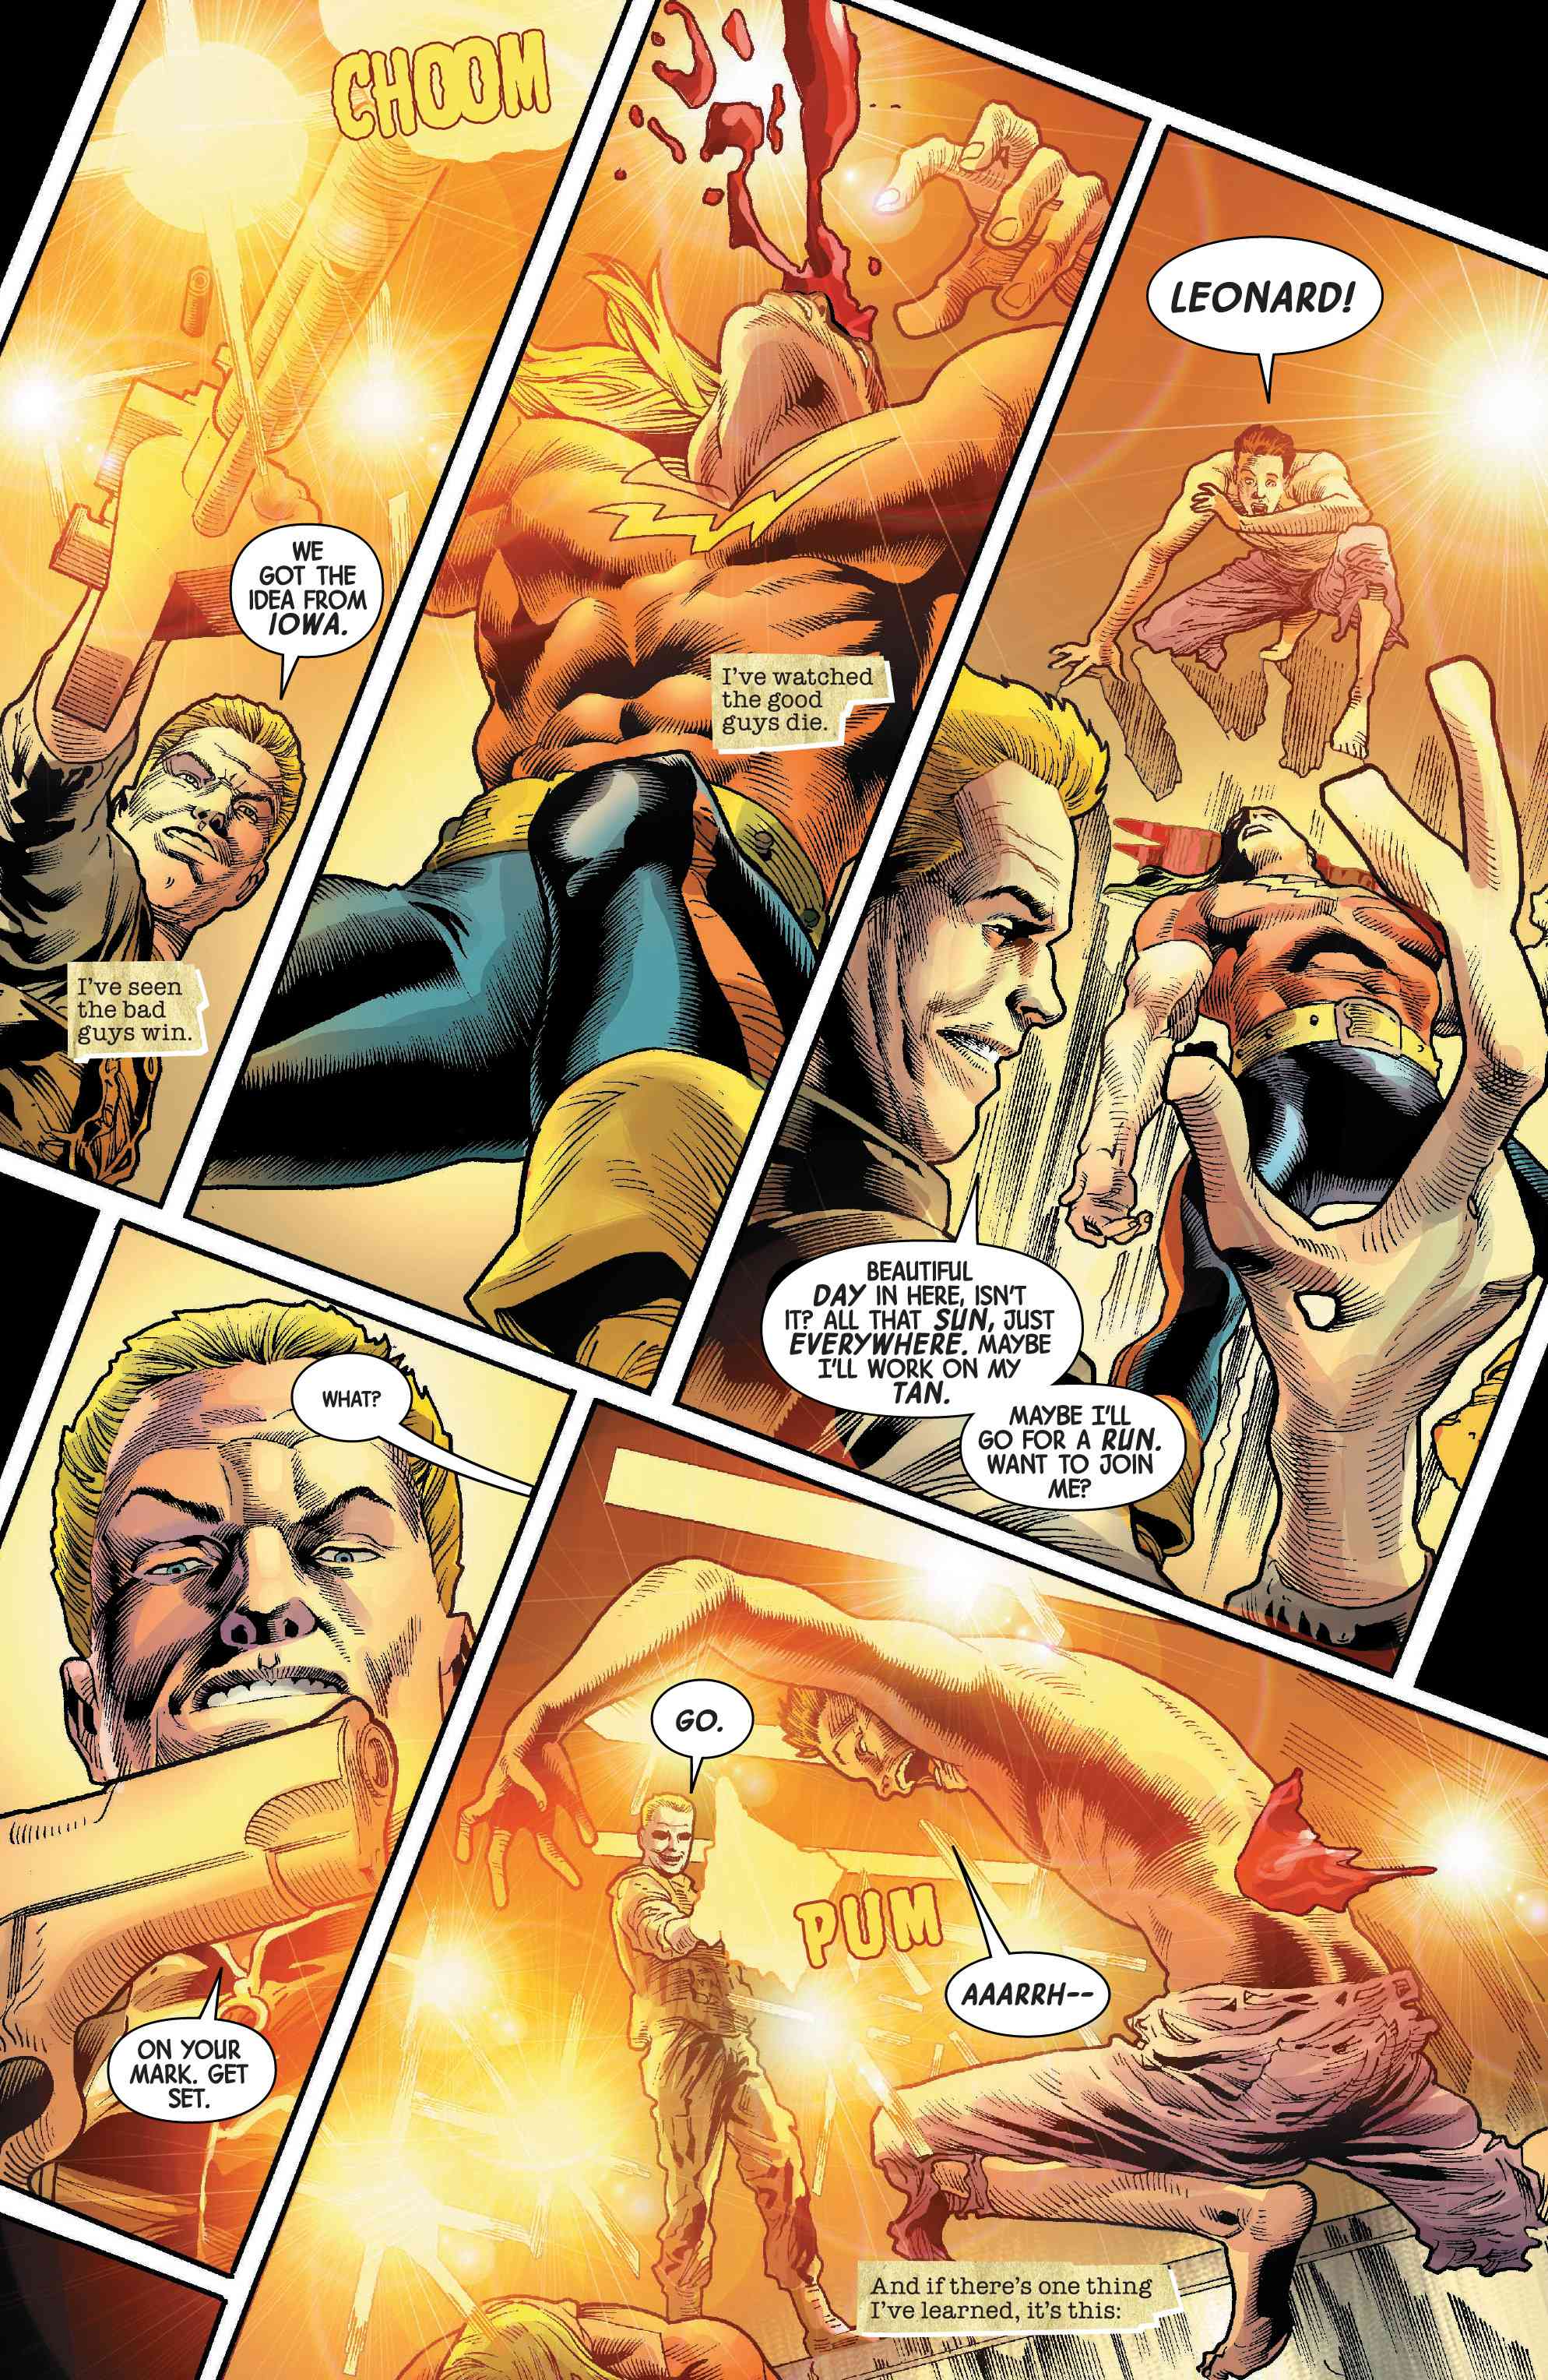 CHOOM
WE
GOT THE
IDEA FROM
IOWA.
I've seen
the bad
guys win.
I've watched
the good
guys die.
LEONARD!
BEAUTIFUL
DAY IN HERE, ISN'T
IT? ALL THAT SUN, JUST
EVERYWHERE. MAYBE
I'LL WORK ON MY
TAN.
MAYBE I'LL
GO FOR A RUN.
WANT TO JOIN
ME?
WHAT?
ON YOUR
MARK. GET
SET.
GO.
PUM
AAARRH--
And if there's one thing
I've learned, it's this: